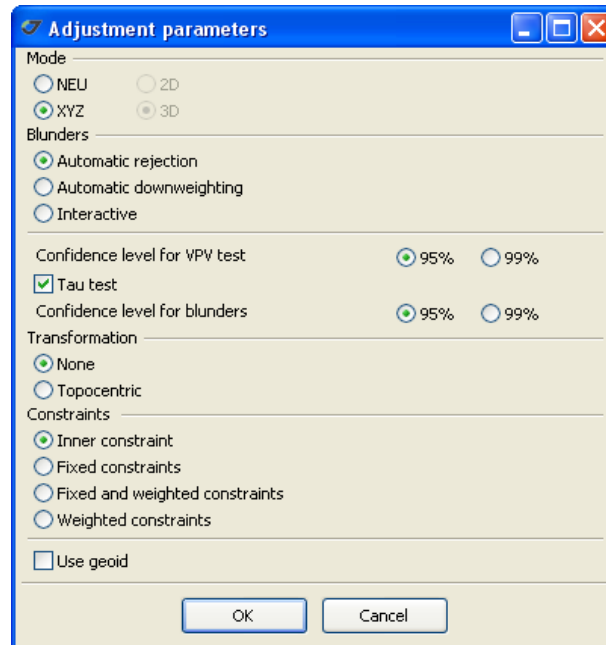 Adjustment parameters
Mode
NEU 2D
XYZ 3D
Blunders
Automatic rejection
Automatic downweighting
Interactive
Confidence level for VPV test 95% 99%
Tau test
Confidence level for blunders 95% 99%
Transformation
None
Topocentric
Constraints
Inner constraint
Fixed constraints
Fixed and weighted constraints
Weighted constraints
Use geoid
OK Cancel